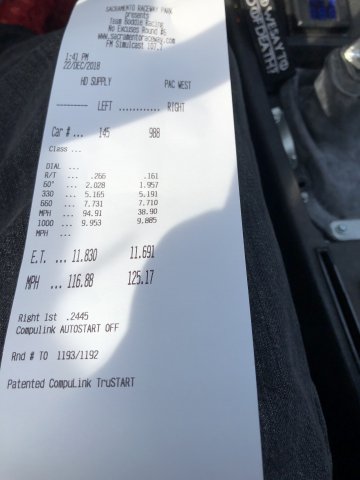 SACRAMENTO RACEWAY PARK
presents
Team Boddie Racing
No Excuses Round #6
www.sacramentoraceway.com
FM Simulcast 107.1
1:41 PM
22/DEC/2018
HD SUPPLY PAC WEST
--------- LEFT ............ RIGHT
Car # ... 145 988
Class ...
DIAL ...
R/T ... .266 .161
60' ... 2.028 1.957
330 ... 5.165 5.191
660 ... 7.731 7.710
MPH ... 94.91 38.90
1000 ... 9.953 9.885
MPH ...
E.T. ... 11.830 11.691
MPH ... 116.88 125.17
Right 1st .2445
Compulink AUTOSTART OFF
Rnd # TO 1193/1192
Patented CompuLink TruSTART